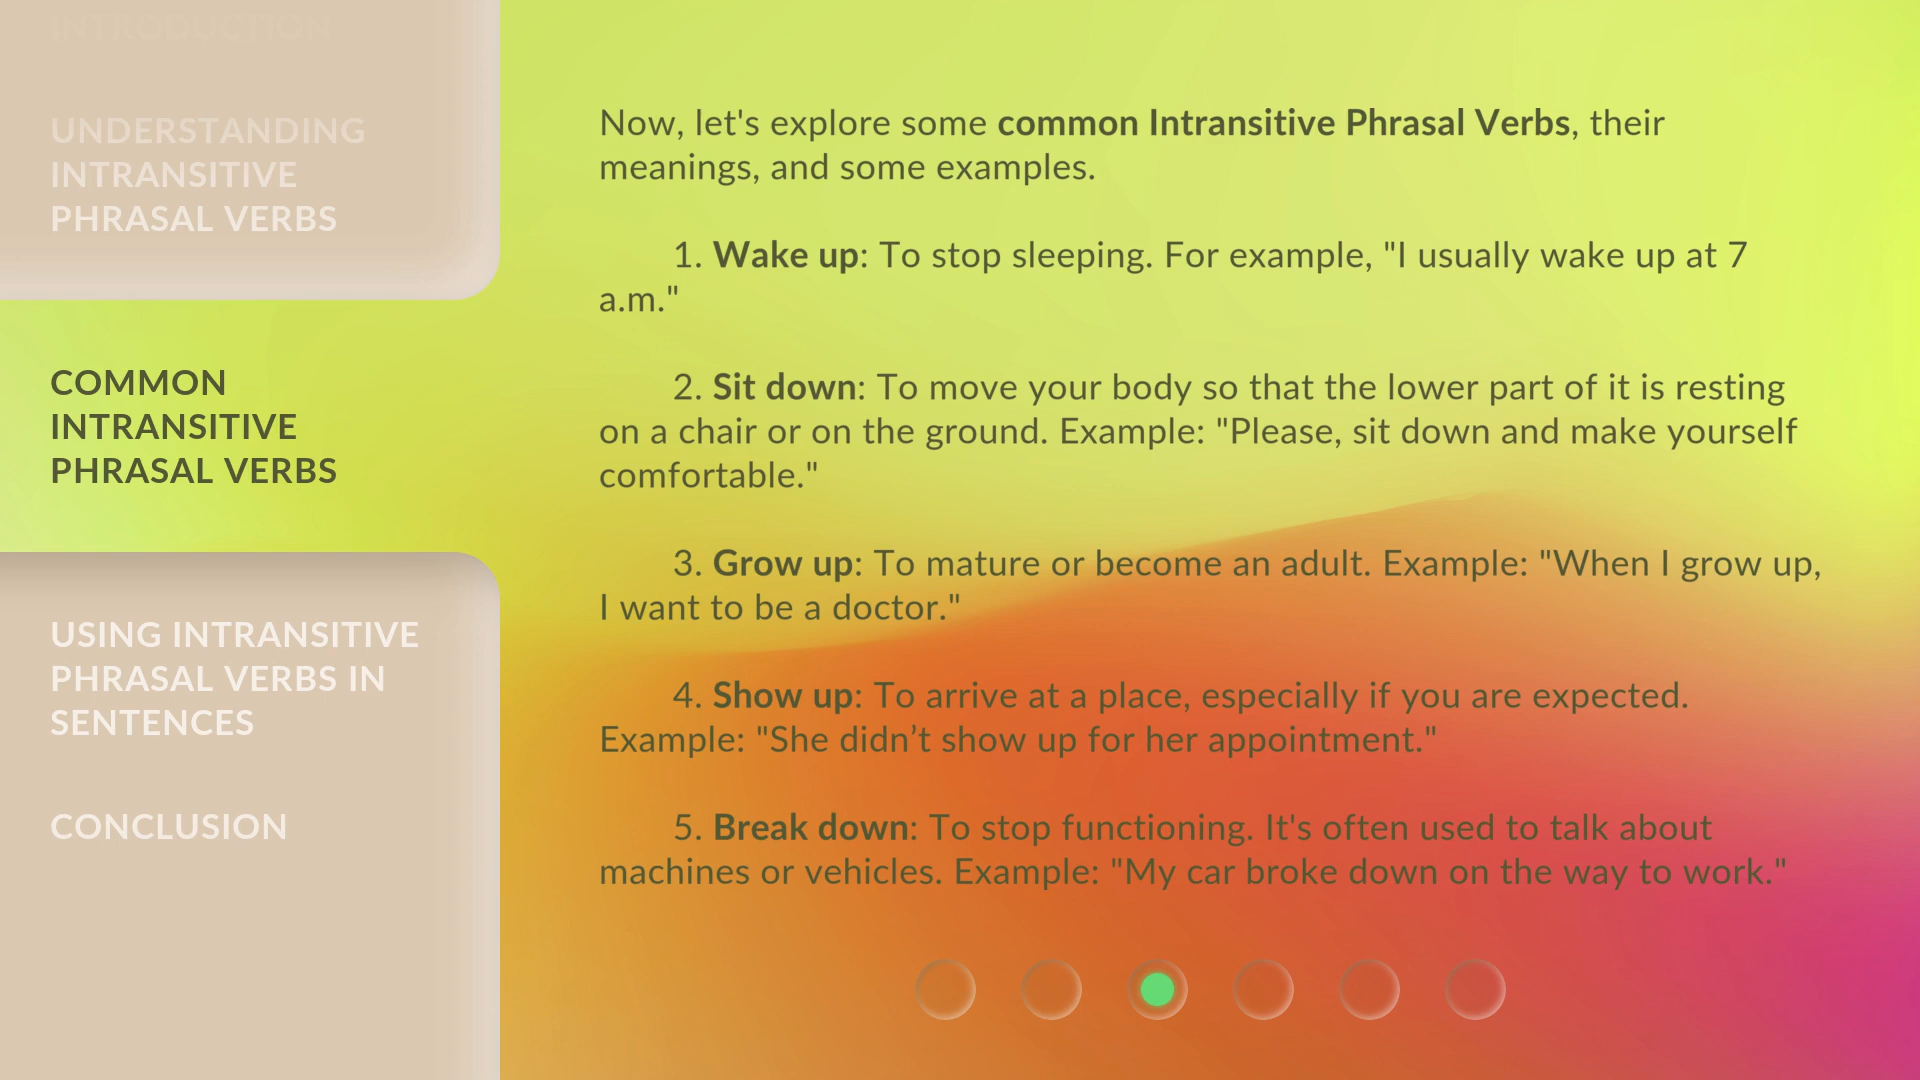 INTRODUCTION
UNDERSTANDING
INTRANSITIVE
PHRASAL VERBS
COMMON
INTRANSITIVE
PHRASAL VERBS
USING INTRANSITIVE
PHRASAL VERBS IN
SENTENCES
CONCLUSION
Now, let's explore some common Intransitive Phrasal Verbs, their
meanings, and some examples.
1. Wake up: To stop sleeping. For example, "I usually wake up at 7
a.m."
2. Sit down: To move your body so that the lower part of it is resting
on a chair or on the ground. Example: "Please, sit down and make yourself
comfortable."
3. Grow up: To mature or become an adult. Example: "When I grow up,
I want to be a doctor."
4. Show up: To arrive at a place, especially if you are expected.
Example: "She didn’t show up for her appointment."
5. Break down: To stop functioning. It's often used to talk about
machines or vehicles. Example: "My car broke down on the way to work."